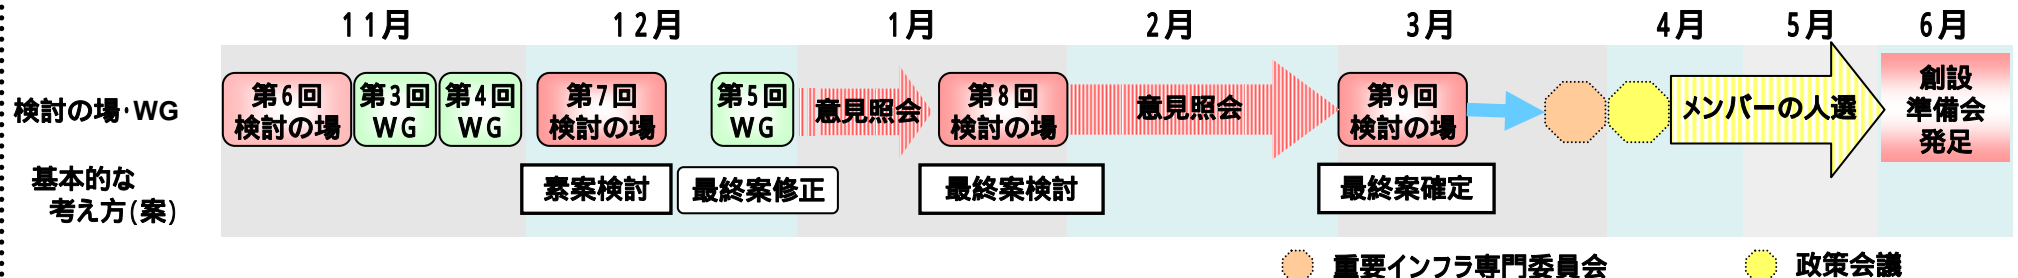 11月 12月 1月 2月 3月 4月 5月 6月
検討の場・WG
第6回
検討の場
第3回
WG
第4回
WG
第7回
検討の場
第5回
WG
意見照会
第8回
検討の場
意見照会
第9回
検討の場
メンバーの人選
創設
準備会
発足
基本的な
考え方(案)
素案検討
最終案修正
最終案検討
最終案確定
重要インフラ専門委員会
政策会議